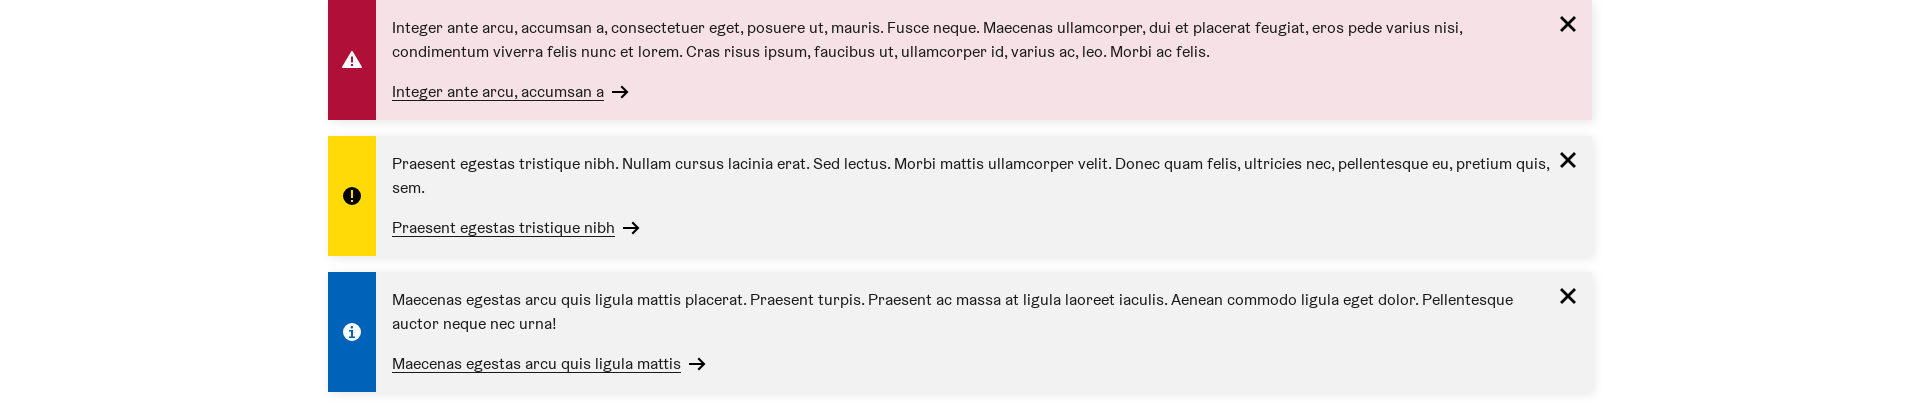 Integer ante arcu, accumsan a, consectetuer eget, posuere ut, mauris. Fusce neque. Maecenas ullamcorper, dui et placerat feugiat, eros pede varius nisi,
condimentum viverra felis nunc et lorem. Cras risus ipsum, faucibus ut, ullamcorper id, varius ac, leo. Morbi ac felis.
Integer ante arcu, accumsan a
Praesent egestas tristique nibh. Nullam cursus lacinia erat. Sed lectus. Morbi mattis ullamcorper velit. Donec quam felis, ultricies nec, pellentesque eu, pretium quis,
sem.
Praesent egestas tristique nibh
Maecenas egestas arcu quis ligula mattis placerat. Praesent turpis. Praesent ac massa at ligula laoreet iaculis. Aenean commodo ligula eget dolor. Pellentesque
auctor neque nec urna!
Maecenas egestas arcu quis ligula mattis